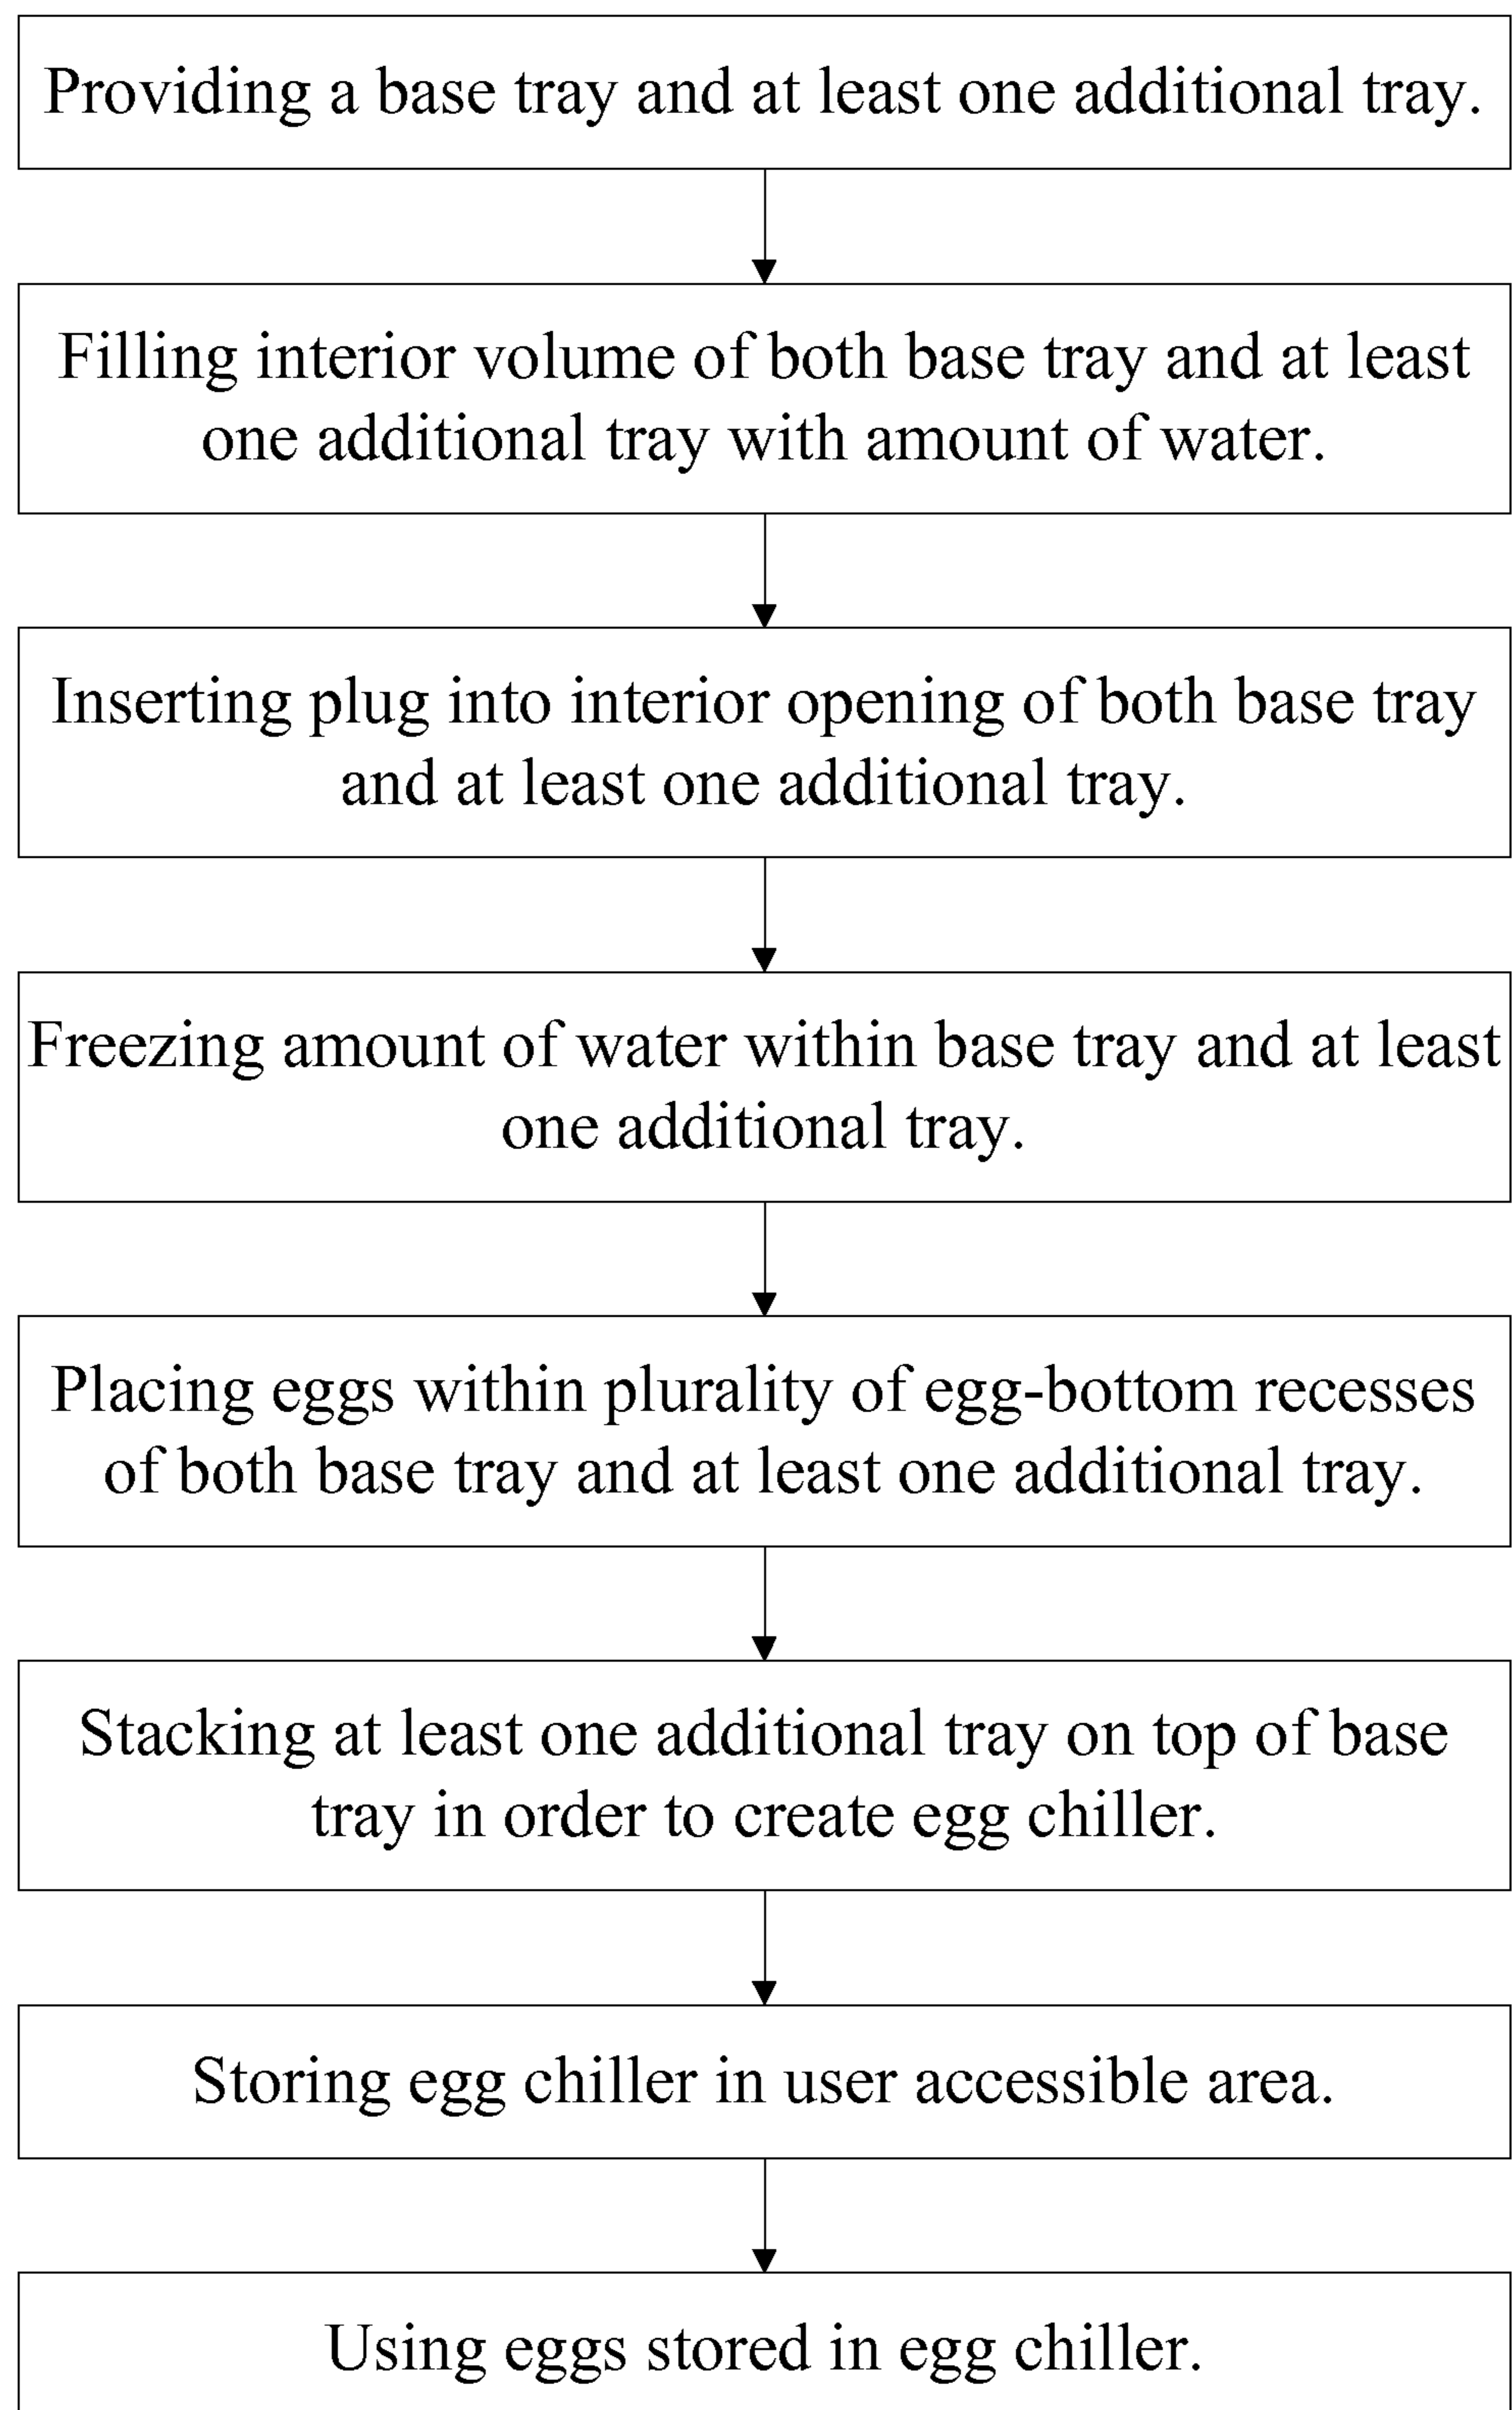 Providing a base tray and at least one additional tray.
Filling interior volume of both base tray and at least
one additional tray with amount of water.
Inserting plug into interior opening of both base tray
and at least one additional tray.
Freezing amount of water within base tray and at least
one additional tray.
Placing eggs within plurality of egg-bottom recesses
of both base tray and at least one additional tray.
Stacking at least one additional tray on top of base
tray in order to create egg chiller.
Storing egg chiller in user accessible area.
Using eggs stored in egg chiller.